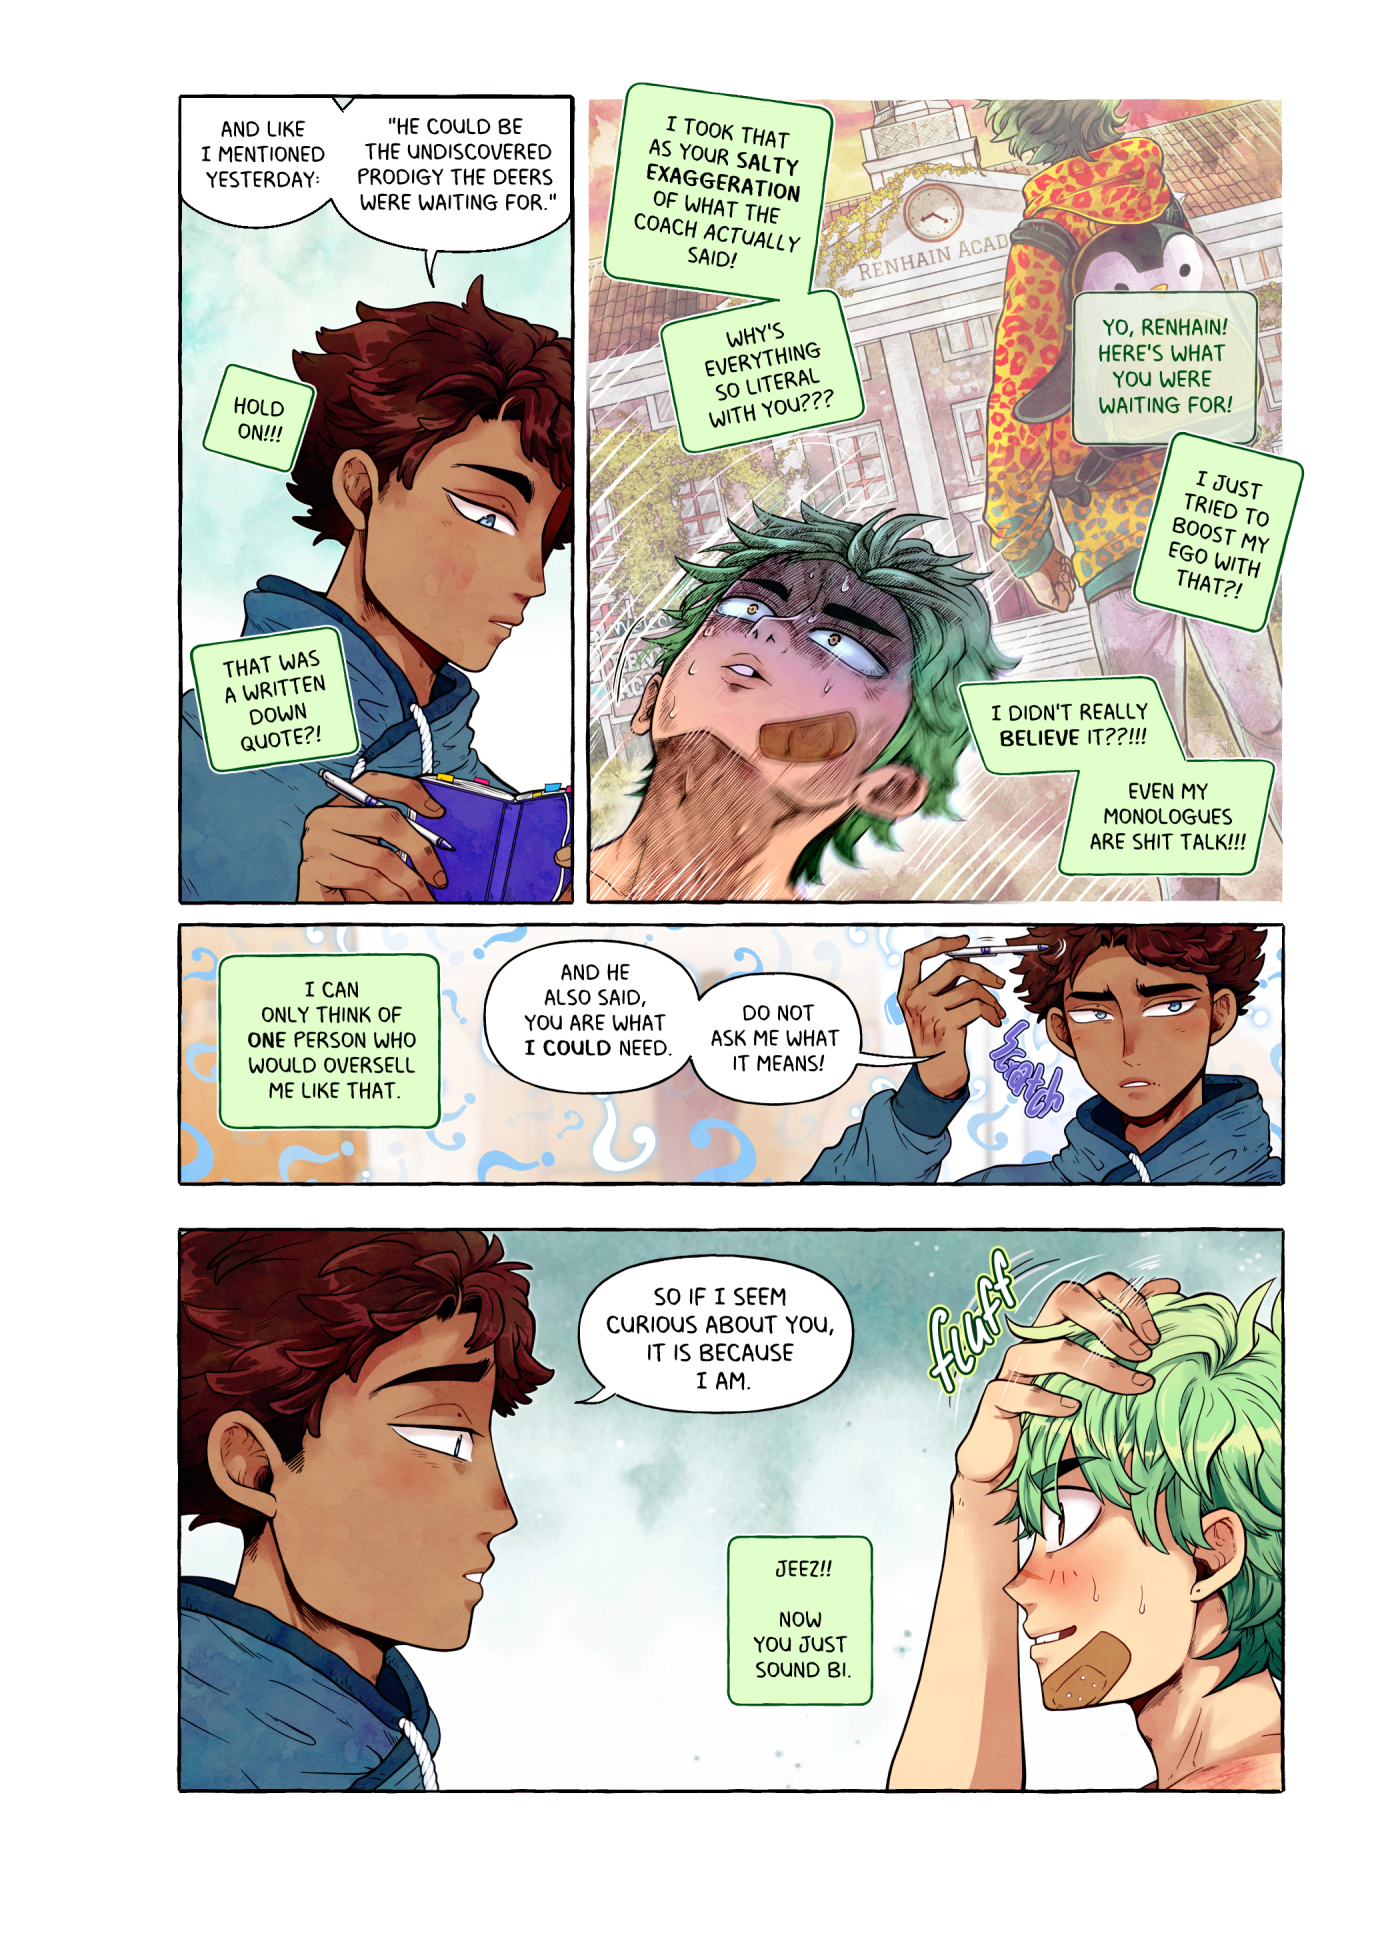 AND LIKE
I MENTIONED
YESTERDAY:
"HE COULD BE
THE UNDISCOVERED
PRODIGY THE DEERS
WERE WAITING FOR."
HOLD
ON!!!
THAT WAS
A WRITTEN
DOWN
QUOTE?!
I TOOK THAT
AS YOUR SALTY
EXAGGERATION
OF WHAT THE
COACH ACTUALLY
SAID!
WHY'S
EVERYTHING
SO LITERAL
WITH YOU???
RENHAIN ACAD
YO, RENHAIN!
HERE'S WHAT
YOU WERE
WAITING FOR!
I JUST
TRIED TO
BOOST MY
EGO WITH
THAT?!
I DIDN'T REALLY
BELIEVE IT??!!!
EVEN MY
MONOLOGUES
ARE SHIT TALK!!!
I CAN
ONLY THINK OF
ONE PERSON WHO
WOULD OVERSELL
ME LIKE THAT.
AND HE
ALSO SAID,
YOU ARE WHAT
I COULD NEED.
DO NOT
ASK ME WHAT
IT MEANS!
Scratch
SO IF I SEEM
CURIOUS ABOUT YOU,
IT IS BECAUSE
I AM.
fluff
JEEZ!!
NOW
YOU JUST
SOUND BI.